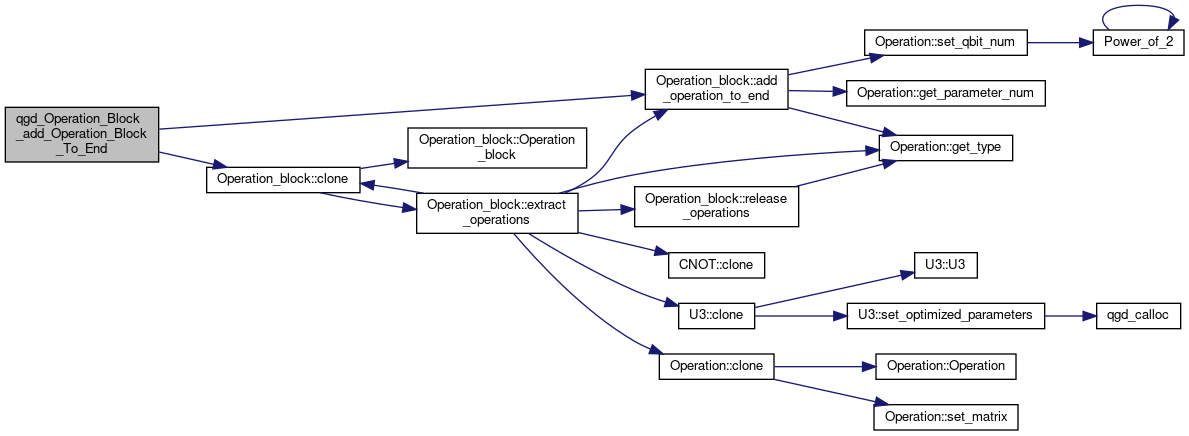 qgd_Operation_Block
_add_Operation_Block
_To_End
Operation_block::clone
Operation_block::Operation
_block
Operation_block::extract
_operations
Operation_block::add
_operation_to_end
Operation_block::release
_operations
CNOT::clone
U3::clone
Operation::clone
Operation::set_qbit_num
Power_of_2
Operation::get_parameter_num
Operation::get_type
U3::U3
U3::set_optimized_parameters
qgd_calloc
Operation::Operation
Operation::set_matrix